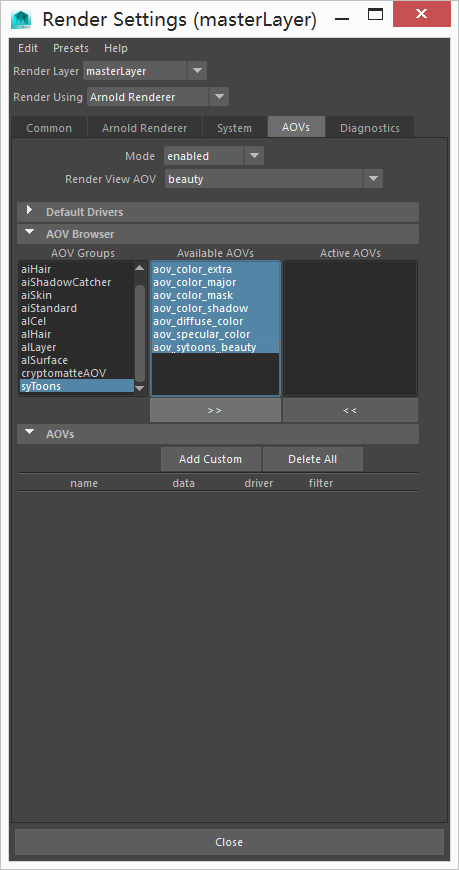 Render Settings (masterLayer)
Edit Presets Help
Render Layer masterLayer
Render Using Arnold Renderer
Common Arnold Renderer System AOVs Diagnostics
Mode enabled
Render View AOV beauty
Default Drivers
AOV Browser
AOV Groups Available AOVs Active AOVs
aiHair aov_color_extra
aiShadowCatcher aov_color_major
aiSkin aov_color_mask
aiStandard aov_color_shadow
alCel aov_diffuse_color
alHair aov_specular_color
alLayer aov_sytoons_beauty
alSurface
cryptomatteAOV
syToons
>> <<
AOVs
Add Custom Delete All
name data driver filter
Close